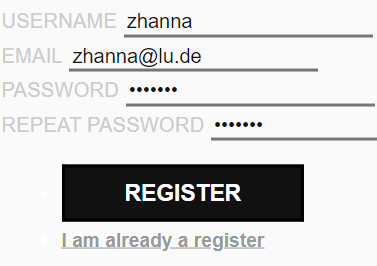 USERNAME zhanna
EMAIL zhanna@lu.de
PASSWORD •••••••
REPEAT PASSWORD •••••••
REGISTER
I am already a register